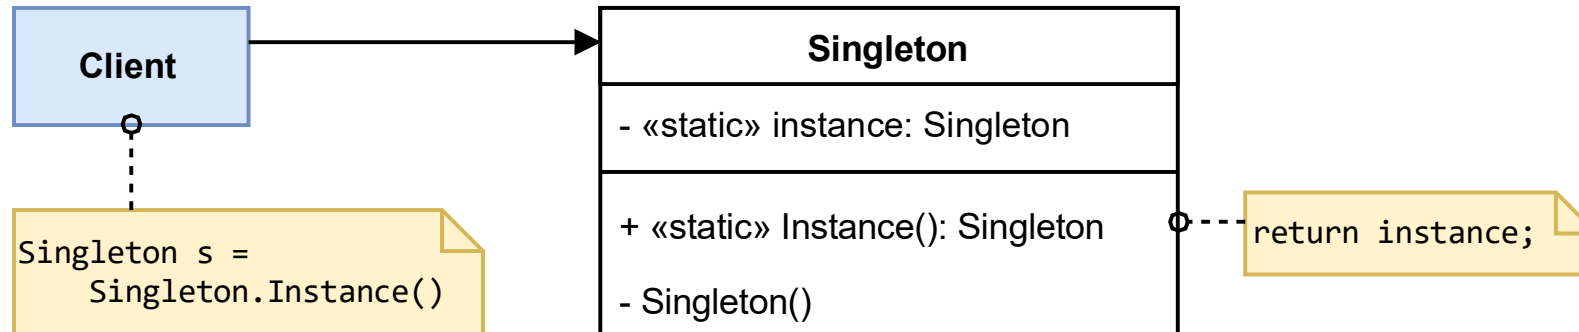 Client
Singleton
- «static» instance: Singleton
+ «static» Instance(): Singleton
- Singleton()
Singleton s =
    Singleton.Instance()
return instance;